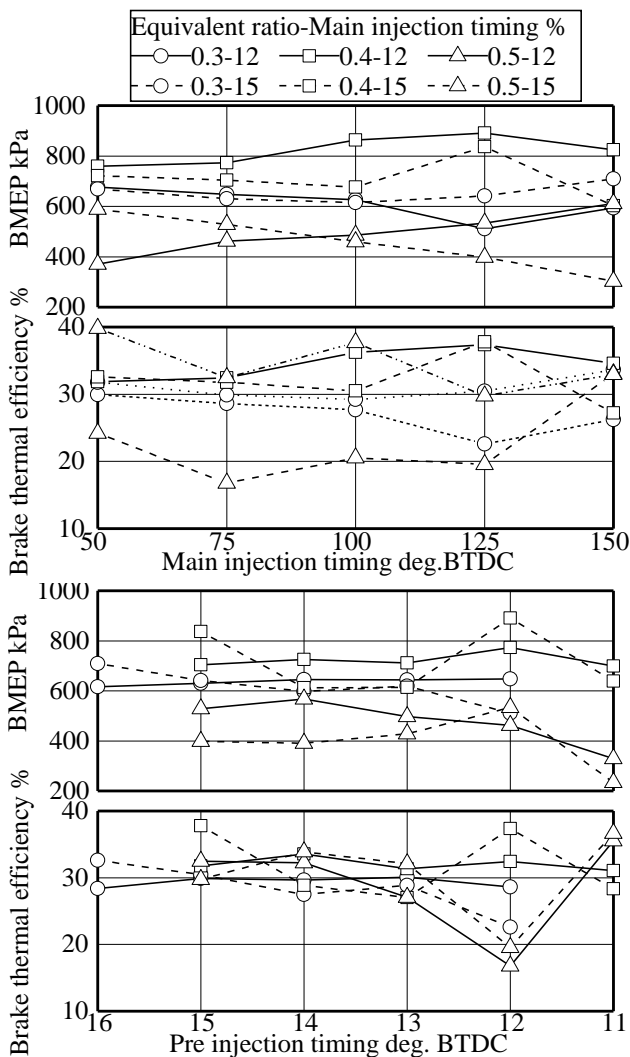 Equivalent ratio-Main injection timing %
0.3-12 0.4-12 0.5-12
0.3-15 0.4-15 0.5-15
BMEP kPa
1000
800
600
400
200
Brake thermal efficiency %
40
30
20
10
50 75 100 125 150
Main injection timing deg.BTDC
BMEP kPa
1000
800
600
400
200
Brake thermal efficiency %
40
30
20
10
16 15 14 13 12 11
Pre injection timing deg. BTDC